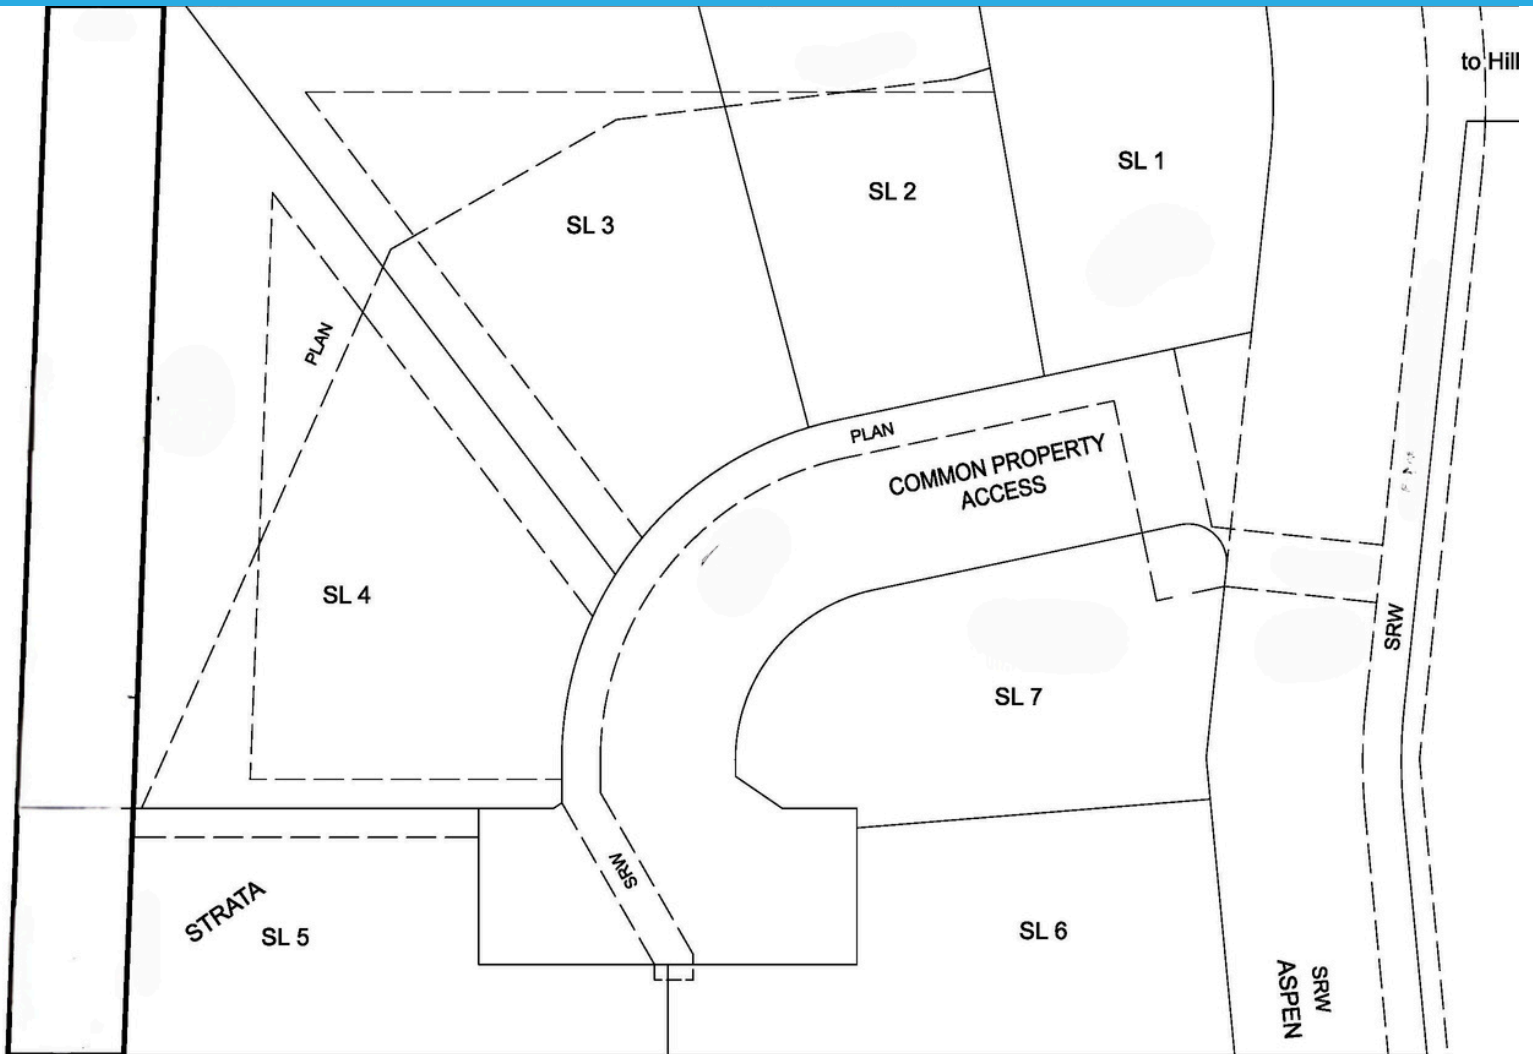 to Hill
SL 1
SL 2
SL 3
PLAN
PLAN
COMMON PROPERTY
ACCESS
SL 4
SRW
SL 7
SRW
STRATA
SL 5
SL 6
SRW
ASPEN